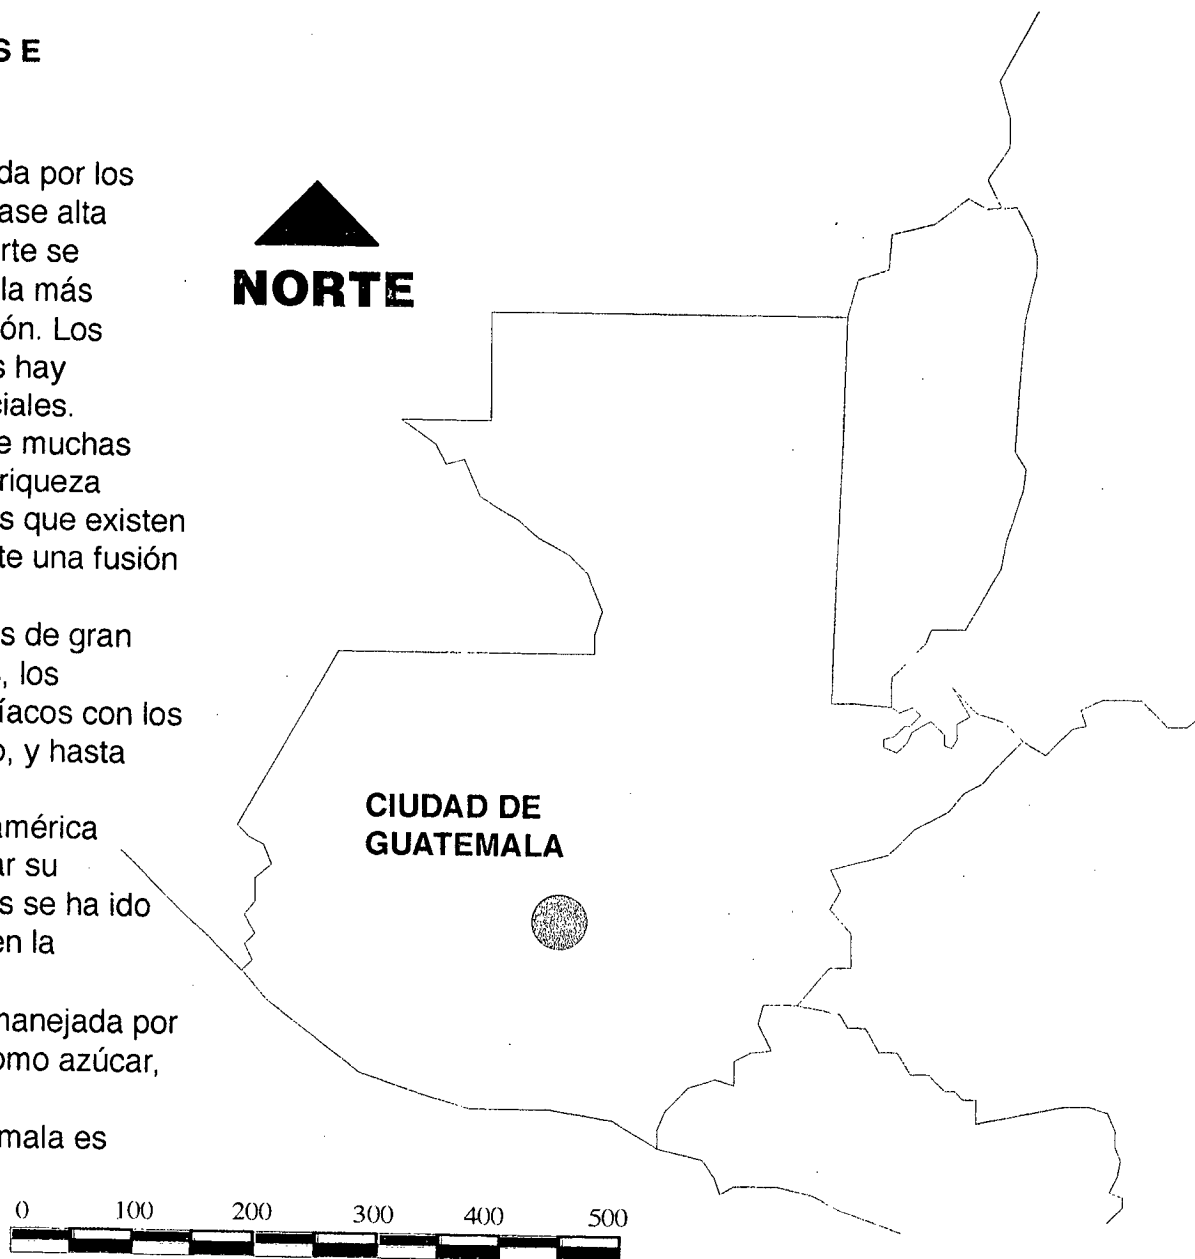 S E
da por los
ase alta
rte se
la más
ón. Los
s hay
ciales.
e muchas
riqueza
s que existen
te una fusión
s de gran
, los
íacos con los
o, y hasta
américa
ar su
s se ha ido
en la
manejada por
omo azúcar,
mala es
NORTE
CIUDAD DE
GUATEMALA
0 100 200 300 400 500